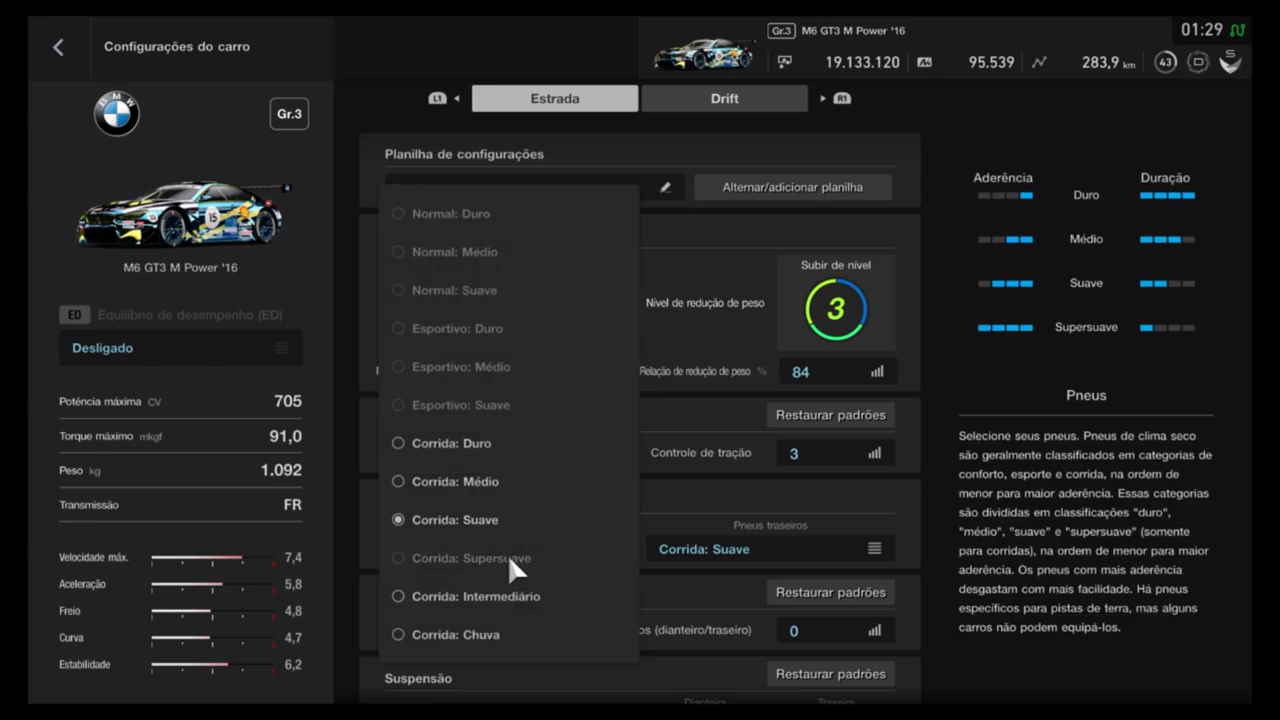 Configurações do carro
Gr.3 M6 GT3 M Power '16
01:29
19.133.120
95.539
283,9 km
43
D
S
L1
Estrada
Drift
R1
BMW
Gr.3
M6 GT3 M Power '16
ED Equilíbrio de desempenho (ED)
Desligado
Potência máxima CV 705
Torque máximo mkgf 91,0
Peso kg 1.092
Transmissão FR
Velocidade máx. 7,4
Aceleração 5,8
Freio 4,8
Curva 4,7
Estabilidade 6,2
Planilha de configurações
Alternar/adicionar planilha
Normal: Duro
Normal: Médio
Normal: Suave
Esportivo: Duro
Esportivo: Médio
Esportivo: Suave
Corrida: Duro
Corrida: Médio
Corrida: Suave
Corrida: Supersuave
Corrida: Intermediário
Corrida: Chuva
Subir de nível
Nível de redução de peso
3
Relação de redução de peso % 84
Restaurar padrões
Controle de tração 3
Pneus traseiros
Corrida: Suave
Restaurar padrões
os (dianteiro/traseiro) 0
Suspensão
Restaurar padrões
Dianteira Traseira
Aderência Duração
Duro
Médio
Suave
Supersuave
Pneus
Selecione seus pneus. Pneus de clima seco
são geralmente classificados em categorias de
conforto, esporte e corrida, na ordem de
menor para maior aderência. Essas categorias
são divididas em classificações "duro",
"médio", "suave" e "supersuave" (somente
para corridas), na ordem de menor para maior
aderência. Os pneus com mais aderência
desgastam com mais facilidade. Há pneus
específicos para pistas de terra, mas alguns
carros não podem equipá-los.